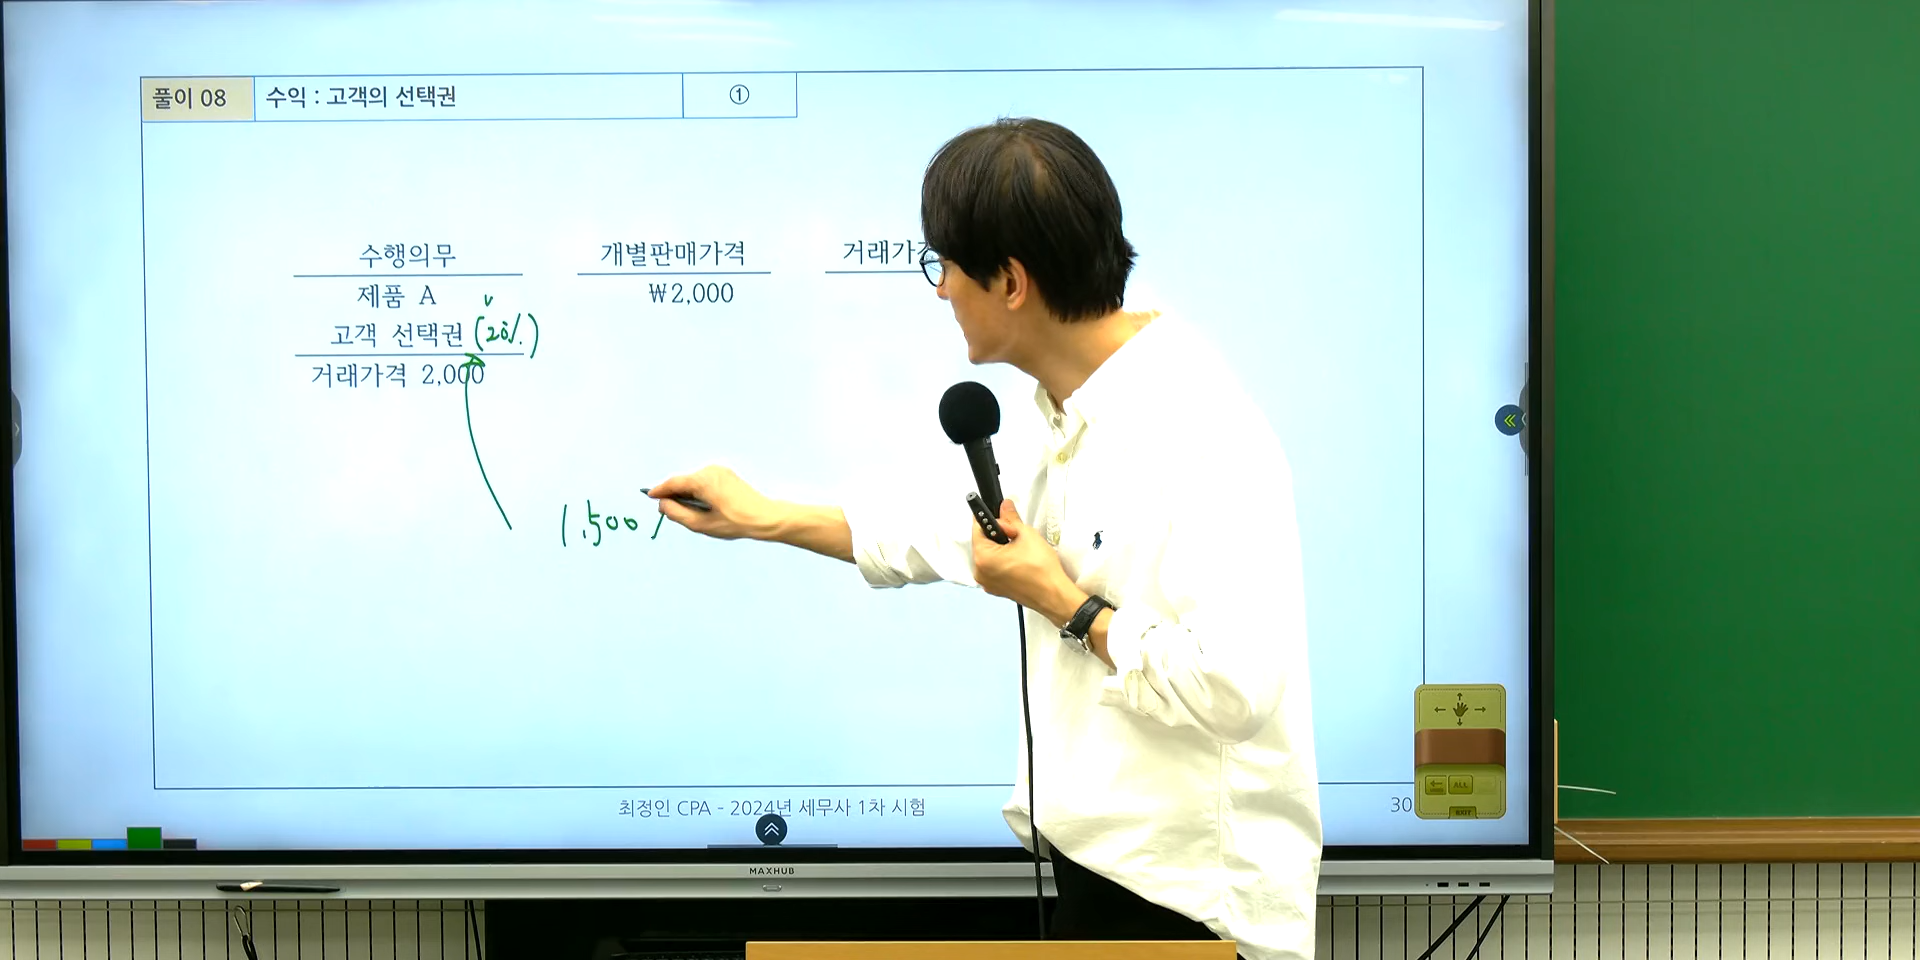 풀이 08 수익 : 고객의 선택권 ①
수행의무 개별판매가격 거래가격
제품 A ₩2,000
고객 선택권 (20%)
거래가격 2,000
1,500
최정인 CPA - 2024년 세무사 1차 시험
30
ALL
EXIT
MAXHUB